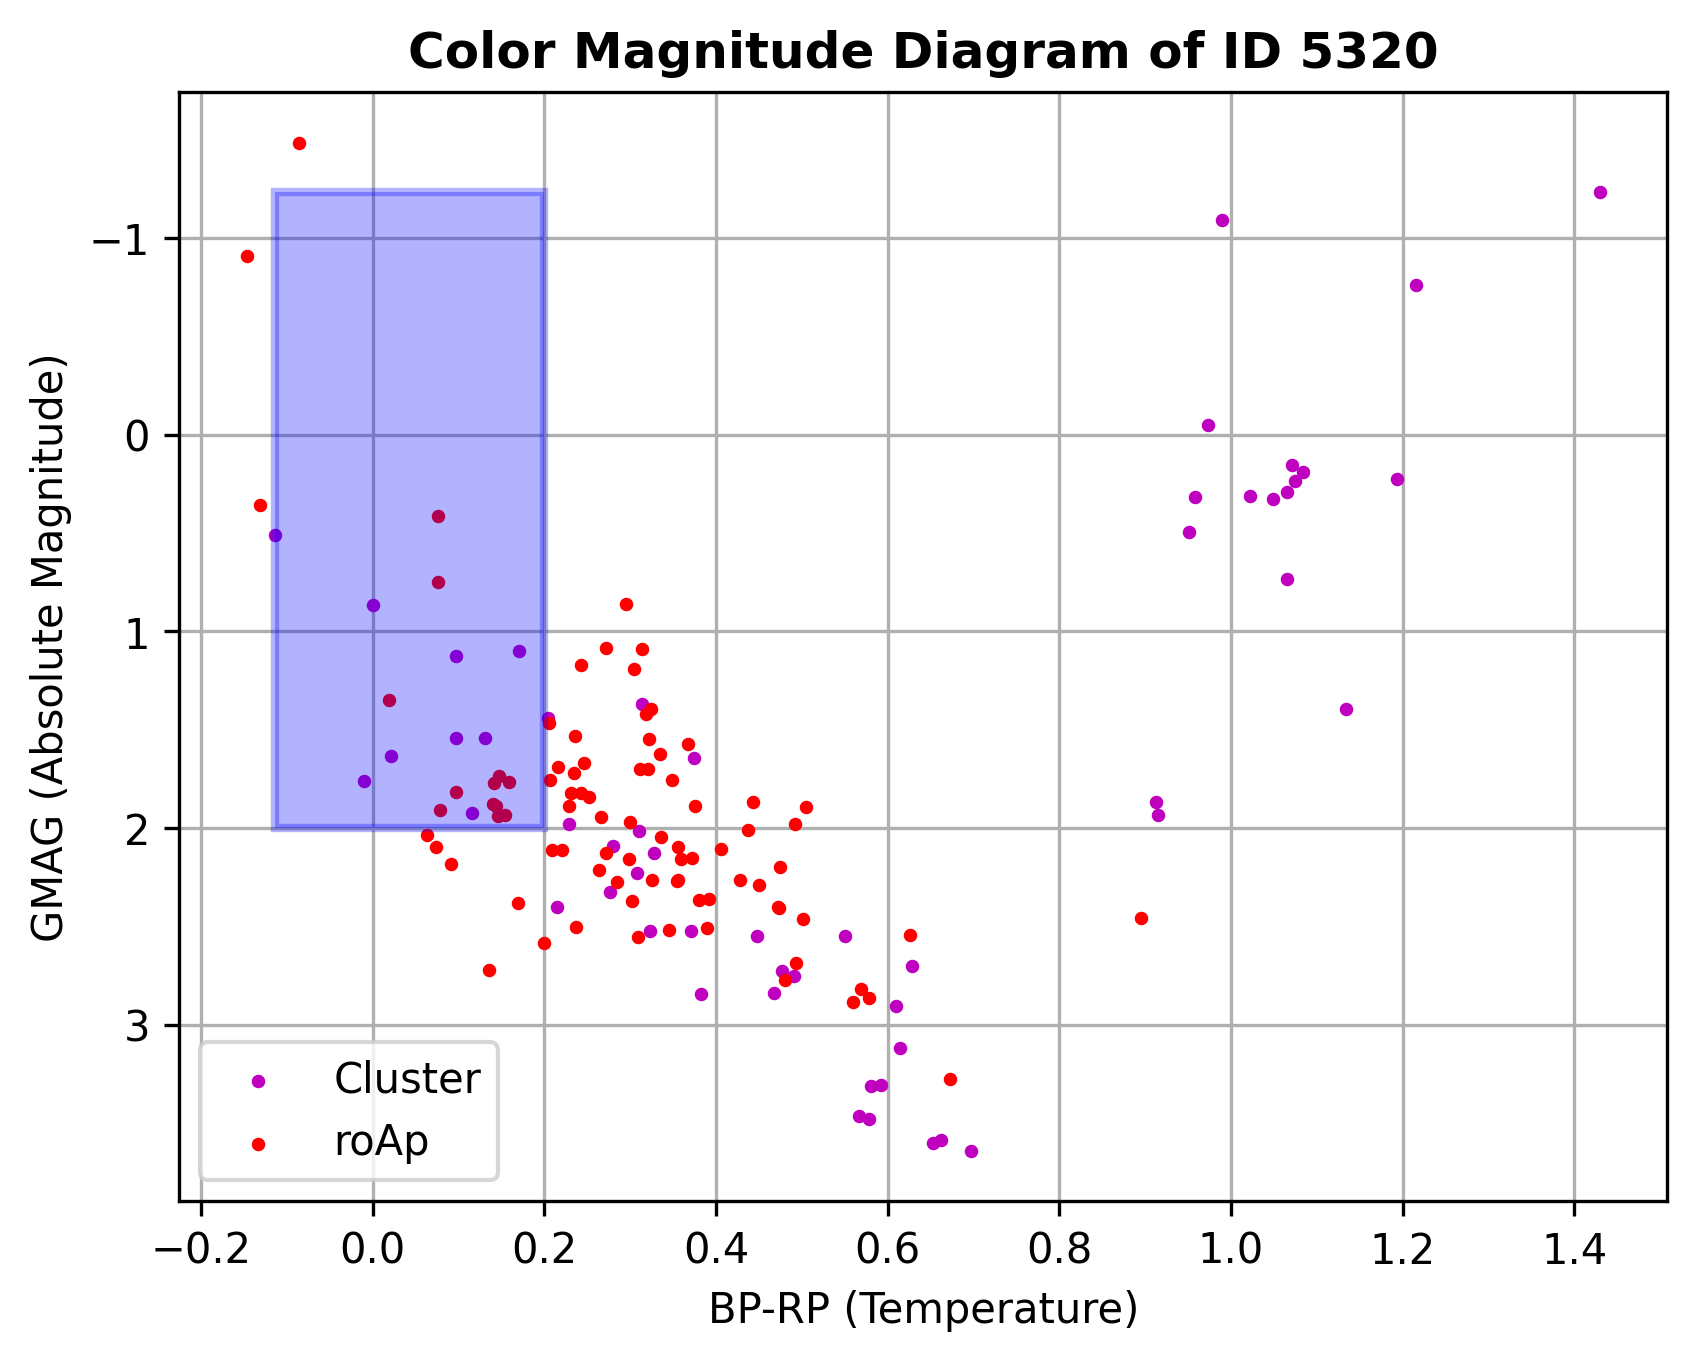 Color Magnitude Diagram of ID 5320
GMAG (Absolute Magnitude)
−1
0
1
2
3
Cluster
roAp
−0.2 0.0 0.2 0.4 0.6 0.8 1.0 1.2 1.4
BP-RP (Temperature)